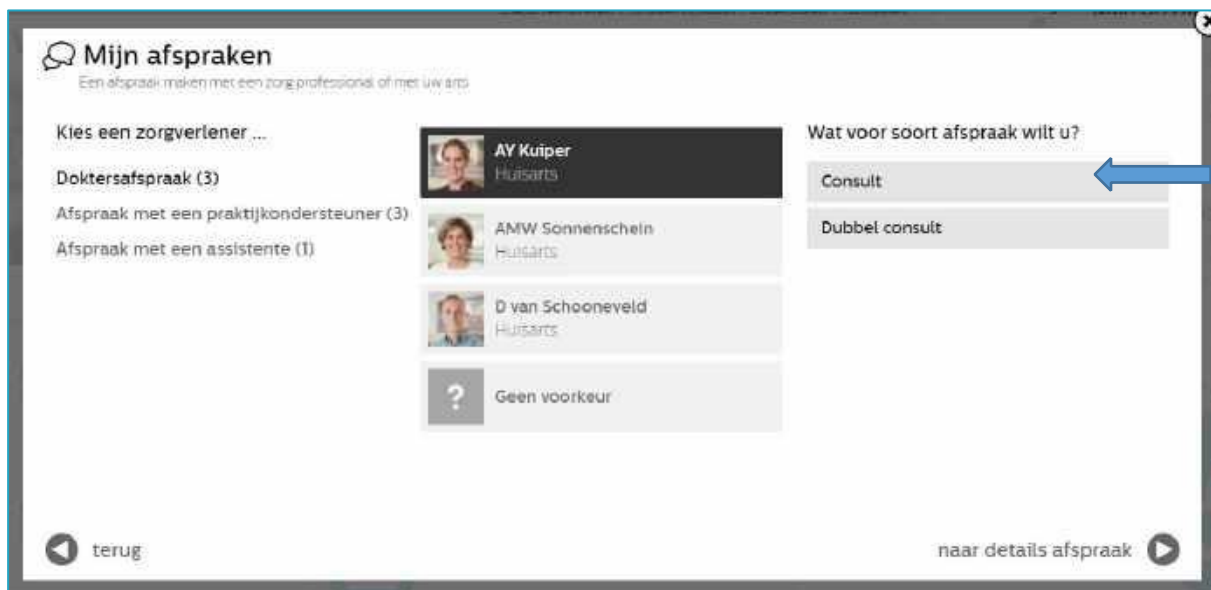 Mijn afspraken
Een afspraak maken met een zorg professional of met uw arts
Kies een zorgverlener ...
Doktersafspraak (3)
Afspraak met een praktijkondersteuner (3)
Afspraak met een assistente (1)
AY Kuiper
Huisarts
AMW Sonnenschein
Huisarts
D van Schooneveld
Huisarts
?
Geen voorkeur
Wat voor soort afspraak wilt u?
Consult
Dubbel consult
terug
naar details afspraak